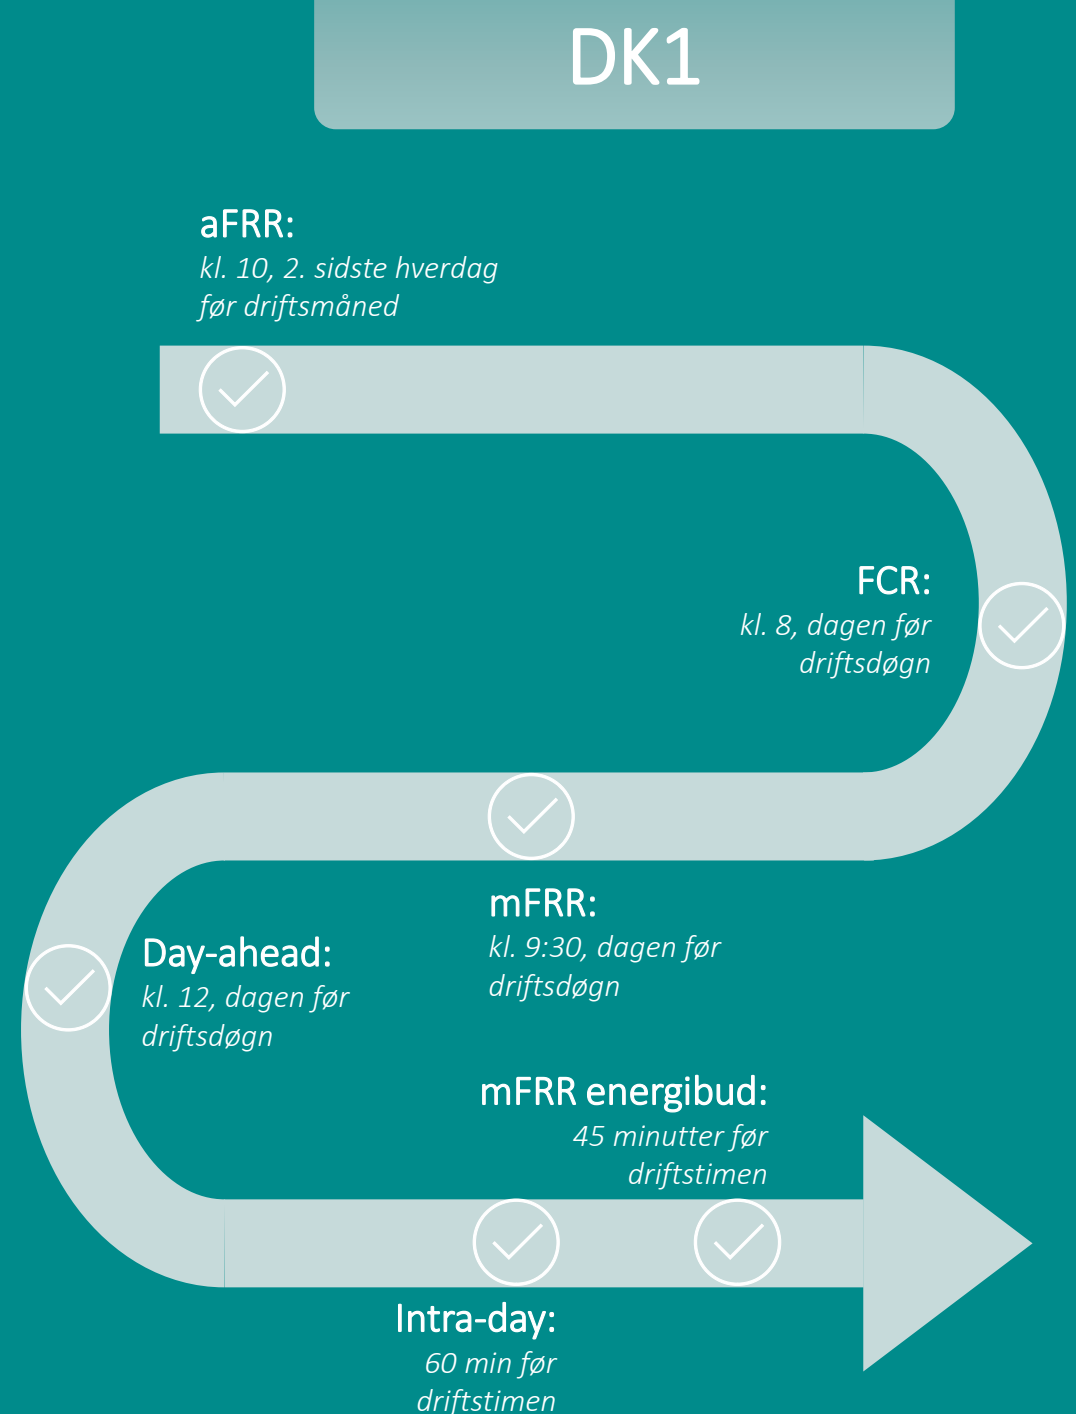 DK1
aFRR:
kl. 10, 2. sidste hverdag
før driftsmåned
FCR:
kl. 8, dagen før
driftsdøgn
mFRR:
kl. 9:30, dagen før
driftsdøgn
Day-ahead:
kl. 12, dagen før
driftsdøgn
mFRR energibud:
45 minutter før
driftstimen
Intra-day:
60 min før
driftstimen